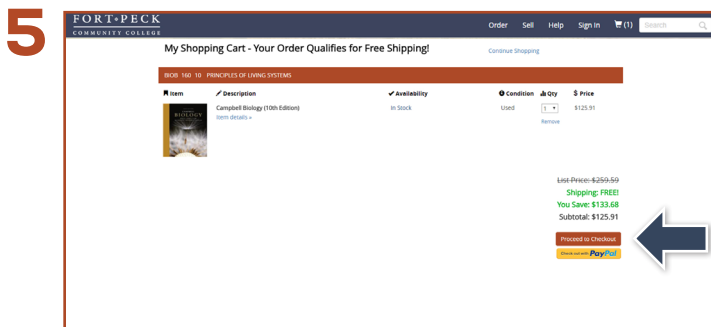 5
FORT•PECK
COMMUNITY COLLEGE
Order Sell Help Sign In (1) Search
My Shopping Cart - Your Order Qualifies for Free Shipping!
Continue Shopping
BIOB 160 10 PRINCIPLES OF LIVING SYSTEMS
Item Description Availability Condition Qty $ Price
BIOLOGY
Campbell Biology (10th Edition) In Stock Used 1 $125.91
Item details » Remove
List Price: $259.59
Shipping: FREE!
You Save: $133.68
Subtotal: $125.91
Proceed to Checkout
Check out with PayPal